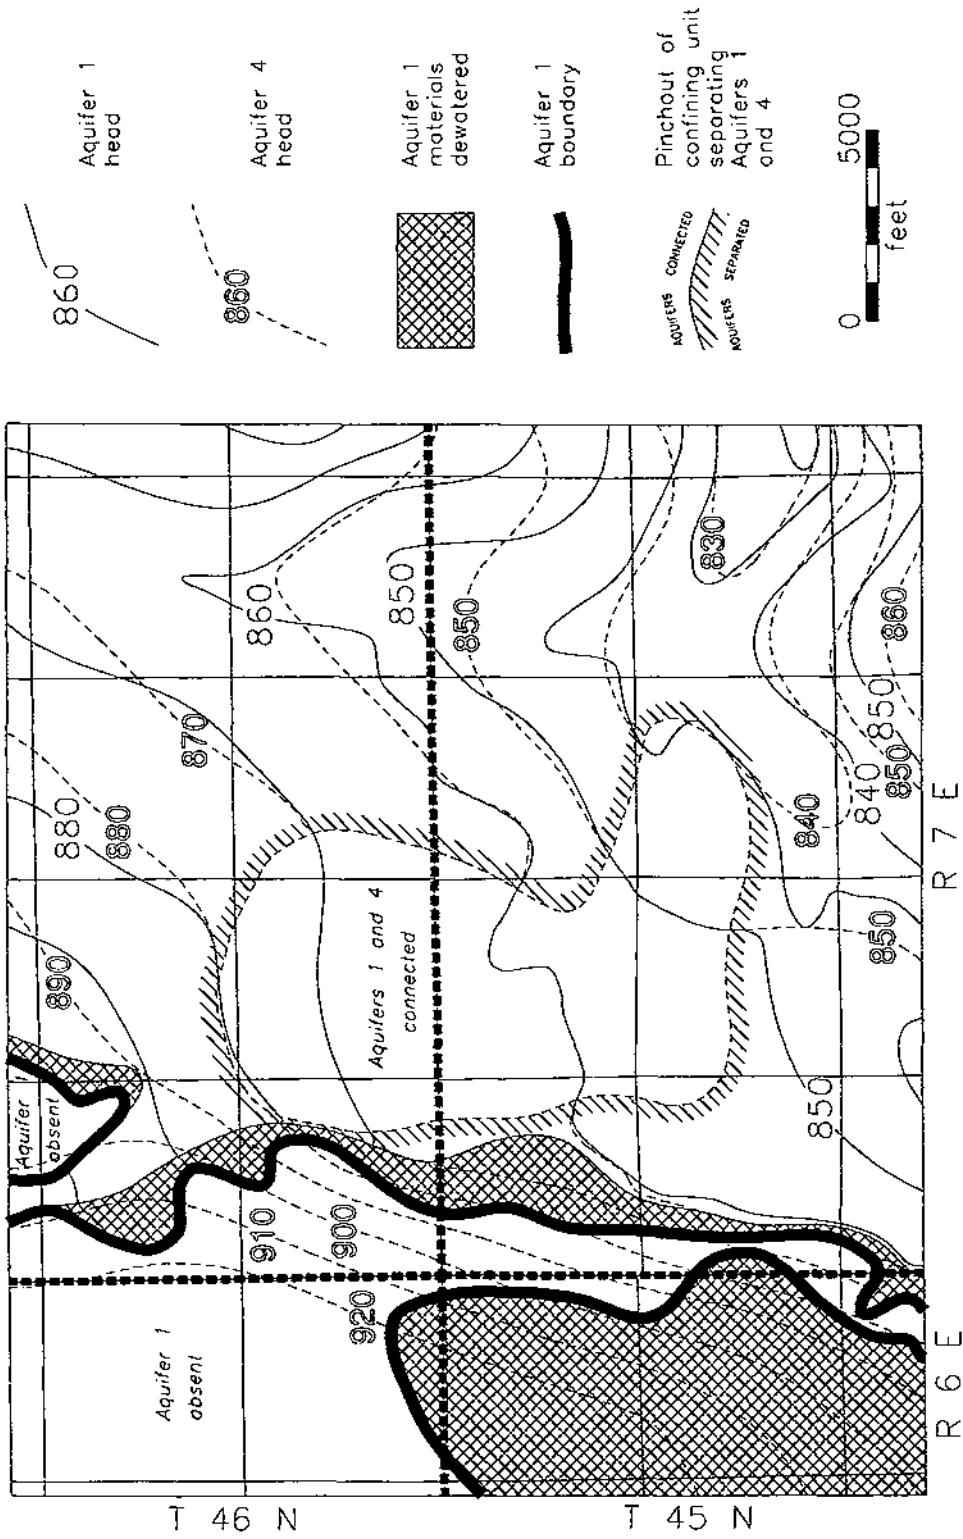 860
Aquifer 1
head
860
Aquifer 4
head
Aquifer 1
materials
dewatered
Aquifer 1
boundary
AQUIFERS CONNECTED
AQUIFERS SEPARATED
Pinchout of
confining unit
separating
Aquifers 1
and 4
0
5000
feet
Aquifer
absent
890
880
880
870
860
850
850
830
Aquifers 1 and 4
connected
910
900
920
Aquifer 1
absent
850
850
840
840
850
850
860
T 46 N
T 45 N
R 6 E
R 7 E